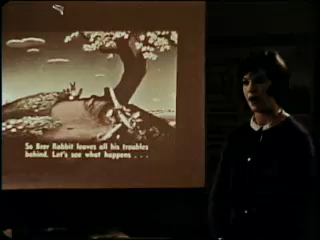 So Brer Rabbit leaves all his troubles
behind. Let's see what happens . . .